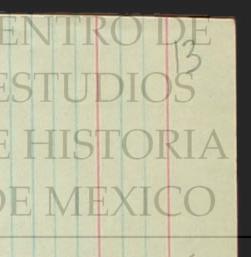 ENTRO DE
13
ESTUDIOS
E HISTORIA
DE MEXICO